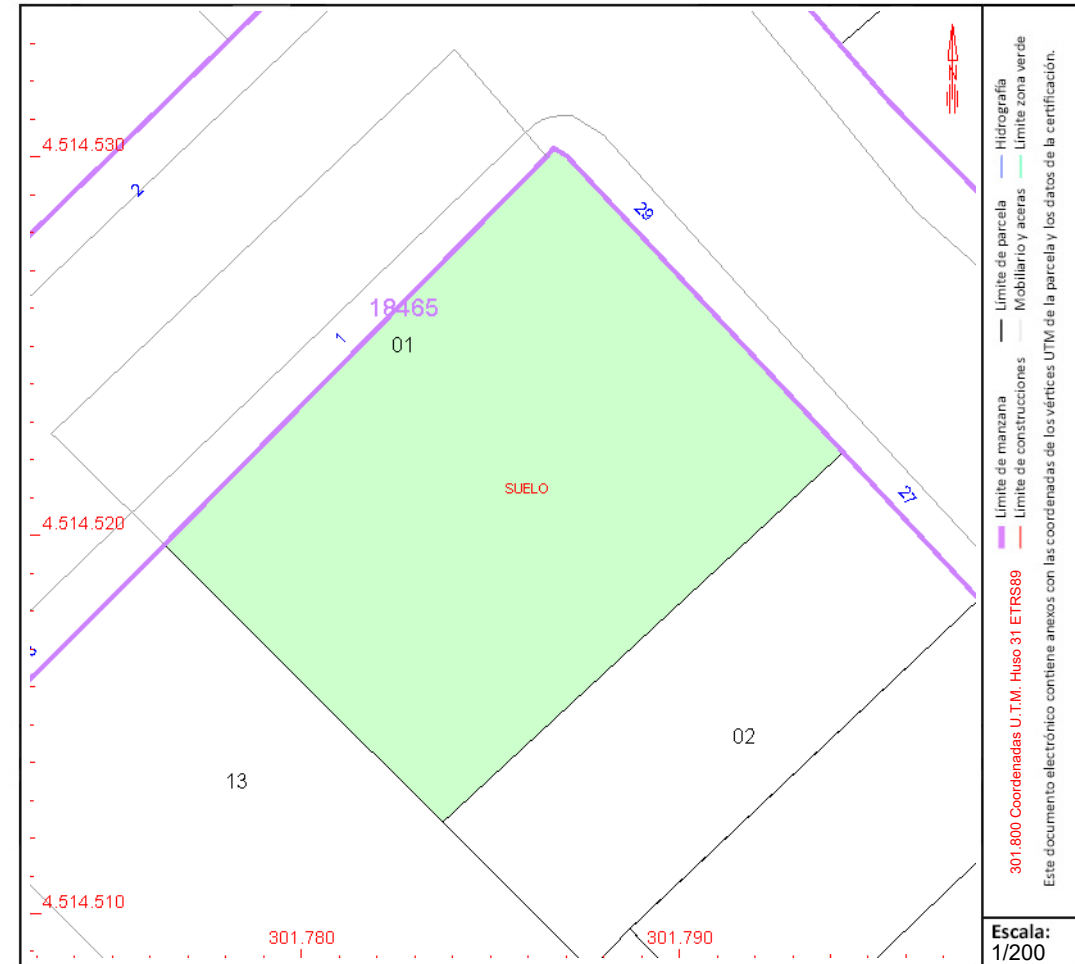 4.514.530
2
29
18465
1
01
SUELO
27
4.514.520
02
13
4.514.510
301.780
301.790
N
Límite de manzana
Límite de parcela
Hidrografía
Límite de construcciones
Mobiliario y aceras
Límite zona verde
301.800 Coordenadas U.T.M. Huso 31 ETRS89
Este documento electrónico contiene anexos con las coordenadas de los vértices UTM de la parcela y los datos de la certificación.
Escala:
1/200